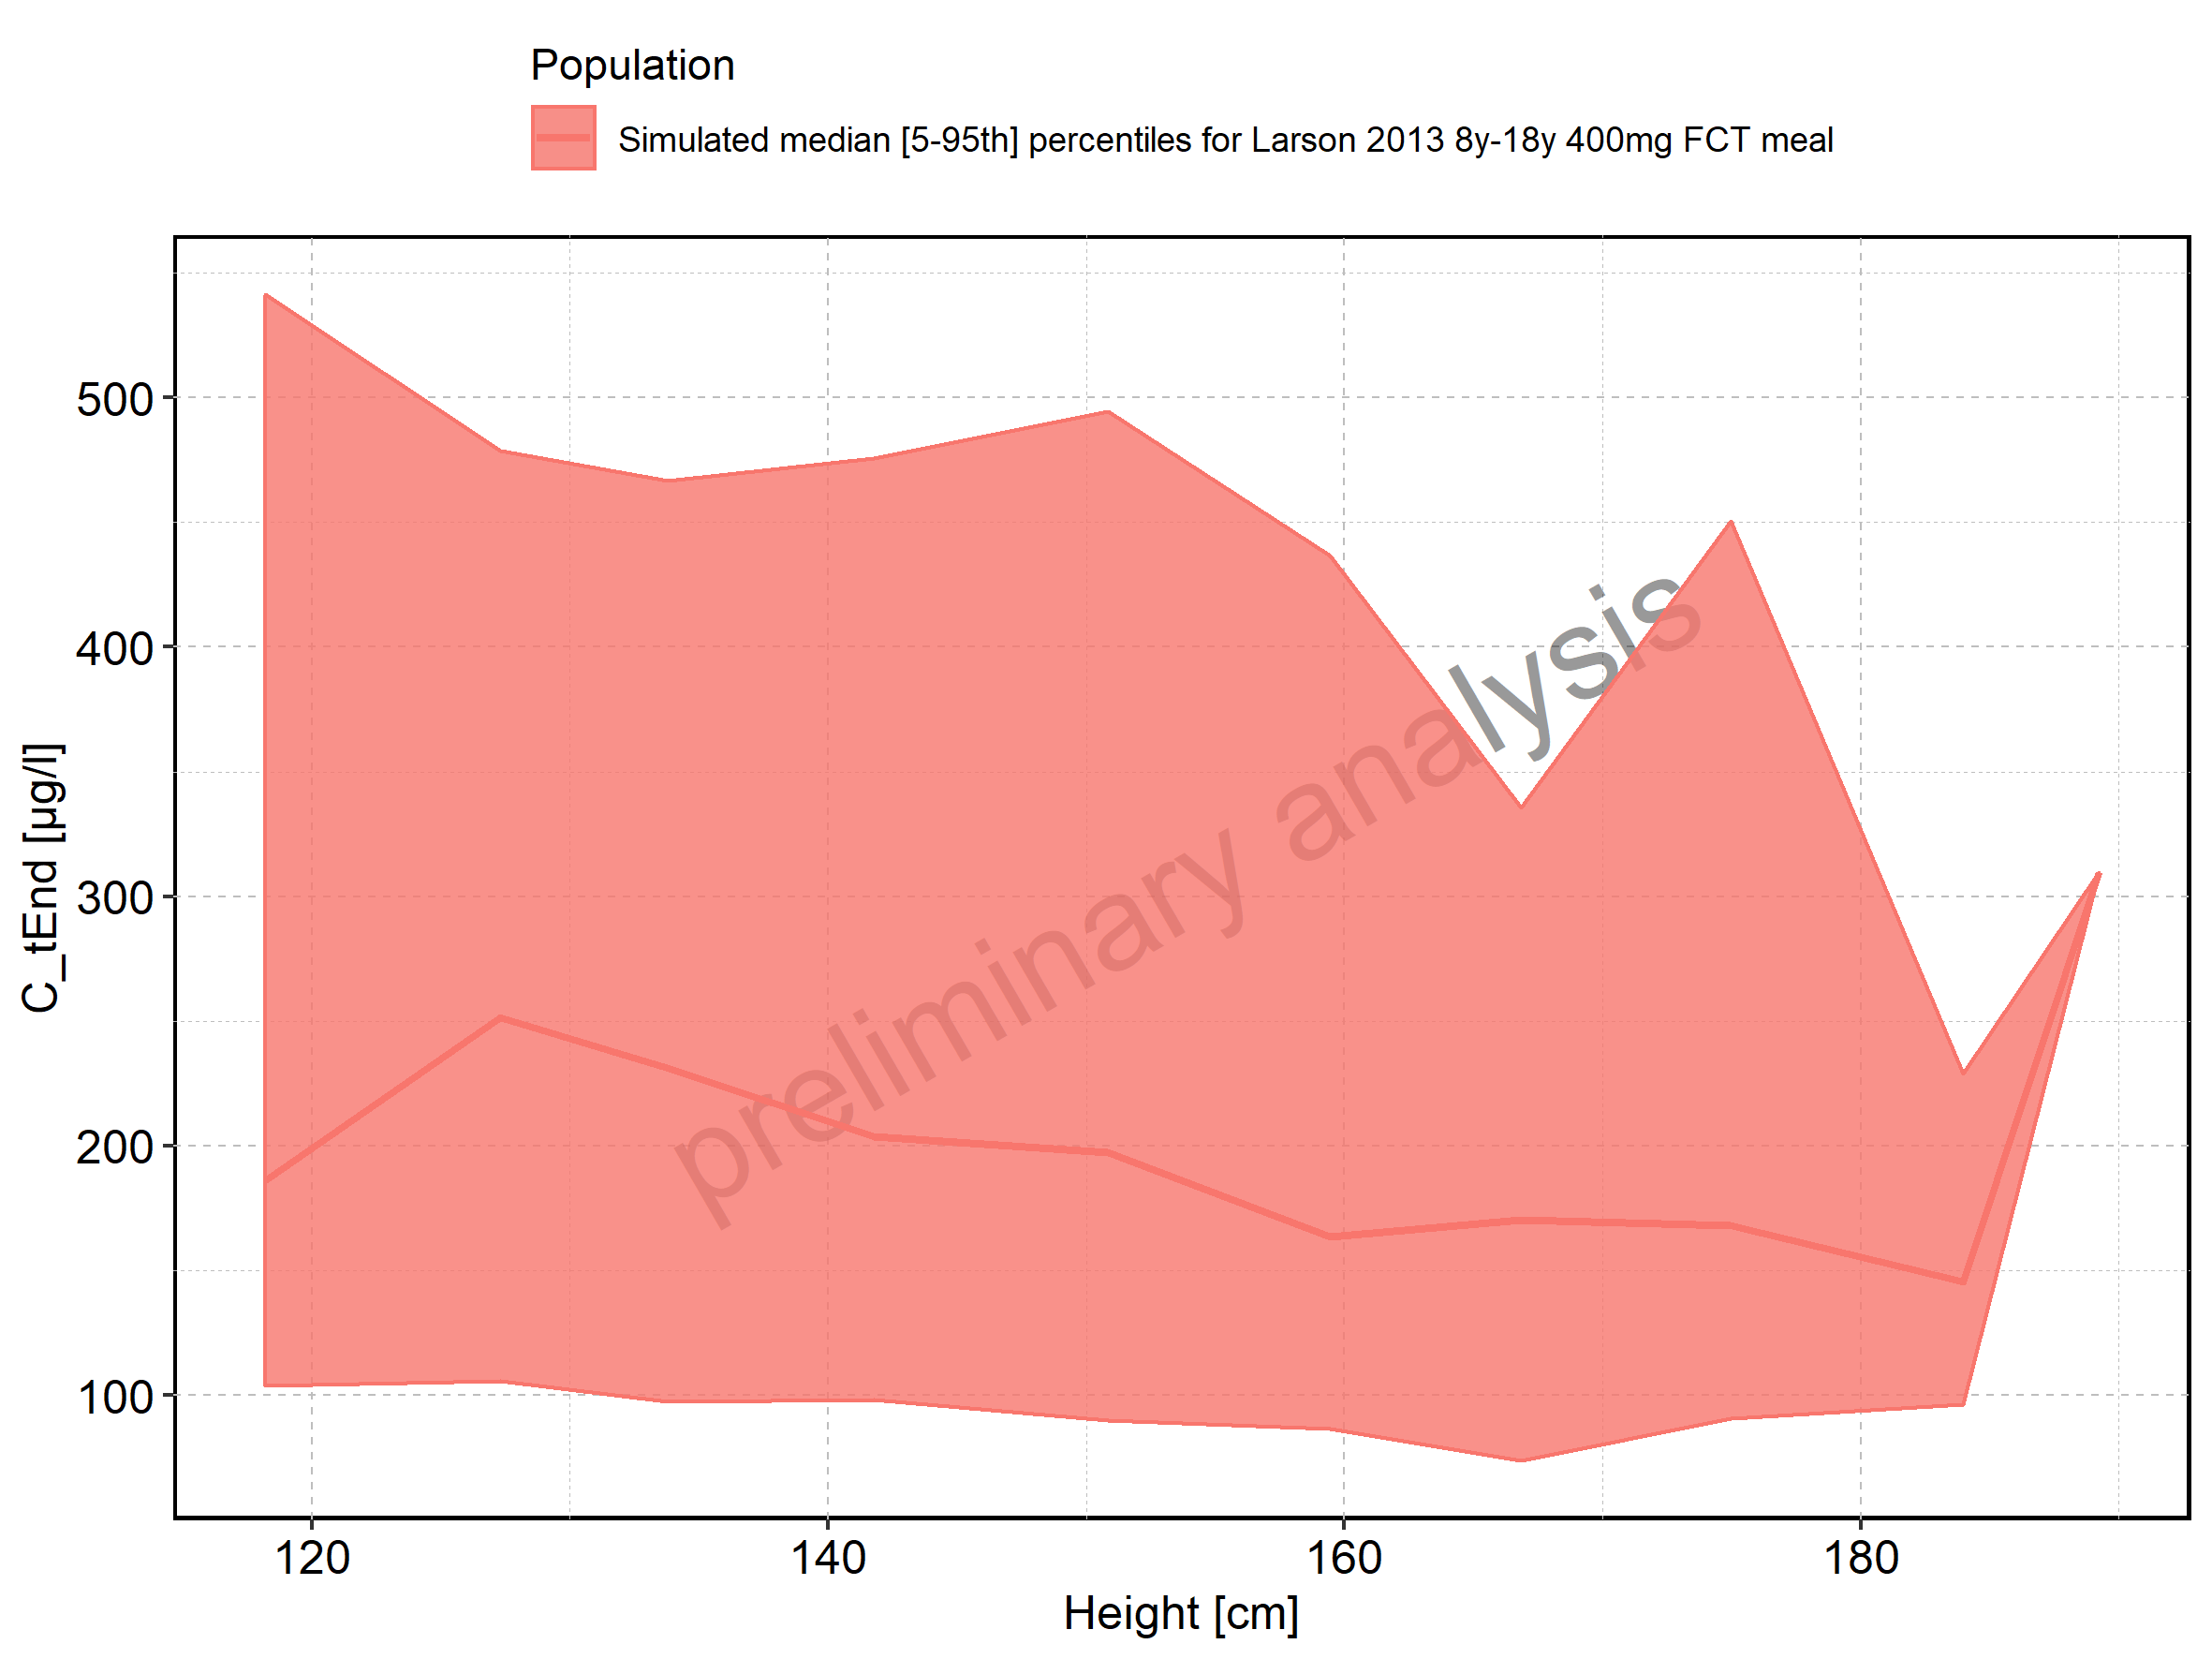 Population
Simulated median [5-95th] percentiles for Larson 2013 8y-18y 400mg FCT meal
500
400
300
200
100
C_tEnd [µg/l]
preliminary analysis
120 140 160 180
Height [cm]